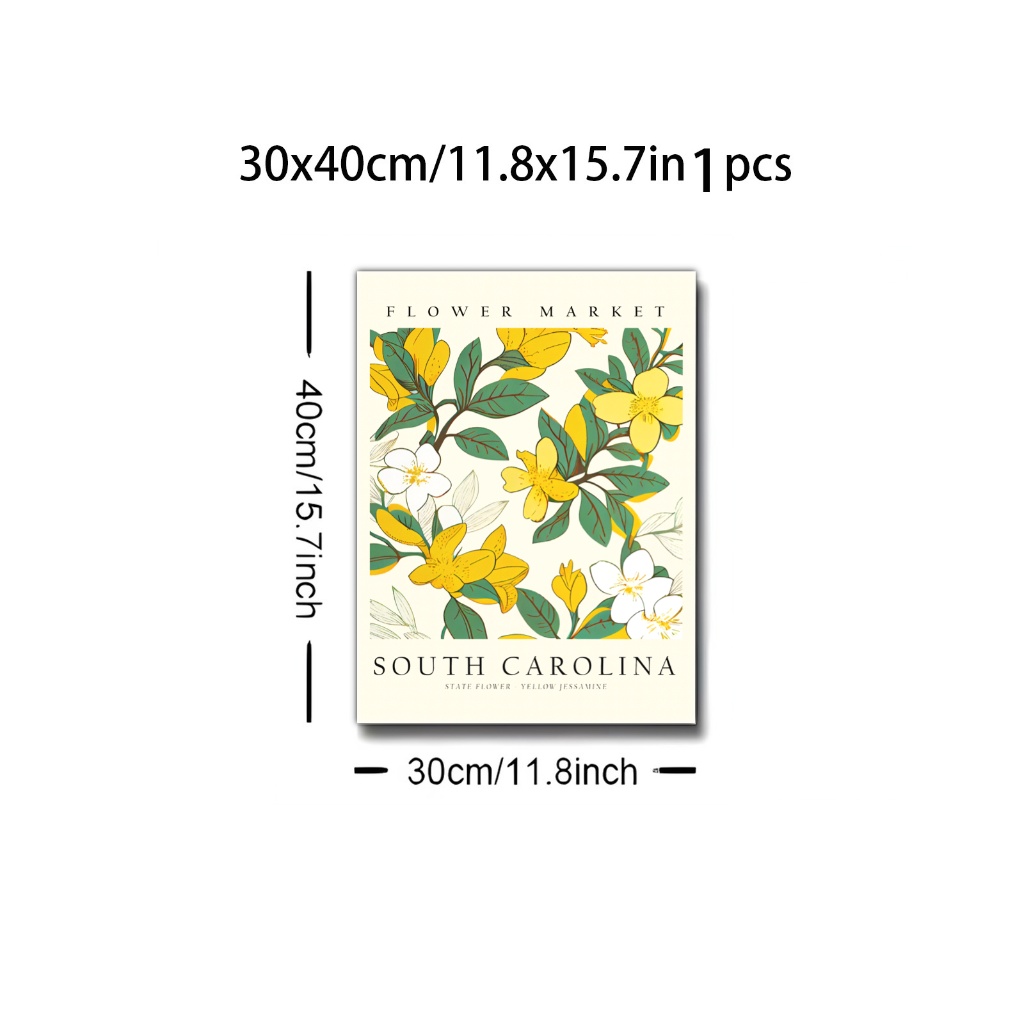 30x40cm/11.8x15.7in 1 pcs
FLOWER MARKET
40cm/15.7inch
SOUTH CAROLINA
STATE FLOWER - YELLOW JESSAMINE
30cm/11.8inch